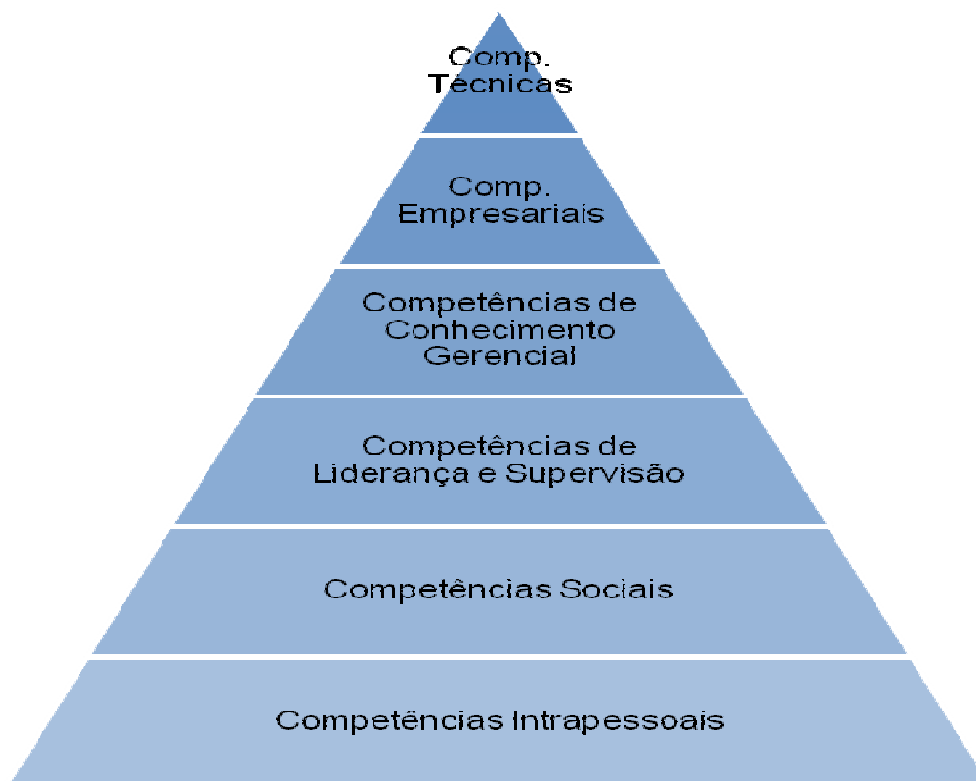 Comp.
Técnicas
Comp.
Empresariais
Competências de
Conhecimento
Gerencial
Competências de
Liderança e Supervisão
Competências Sociais
Competências Intrapessoais